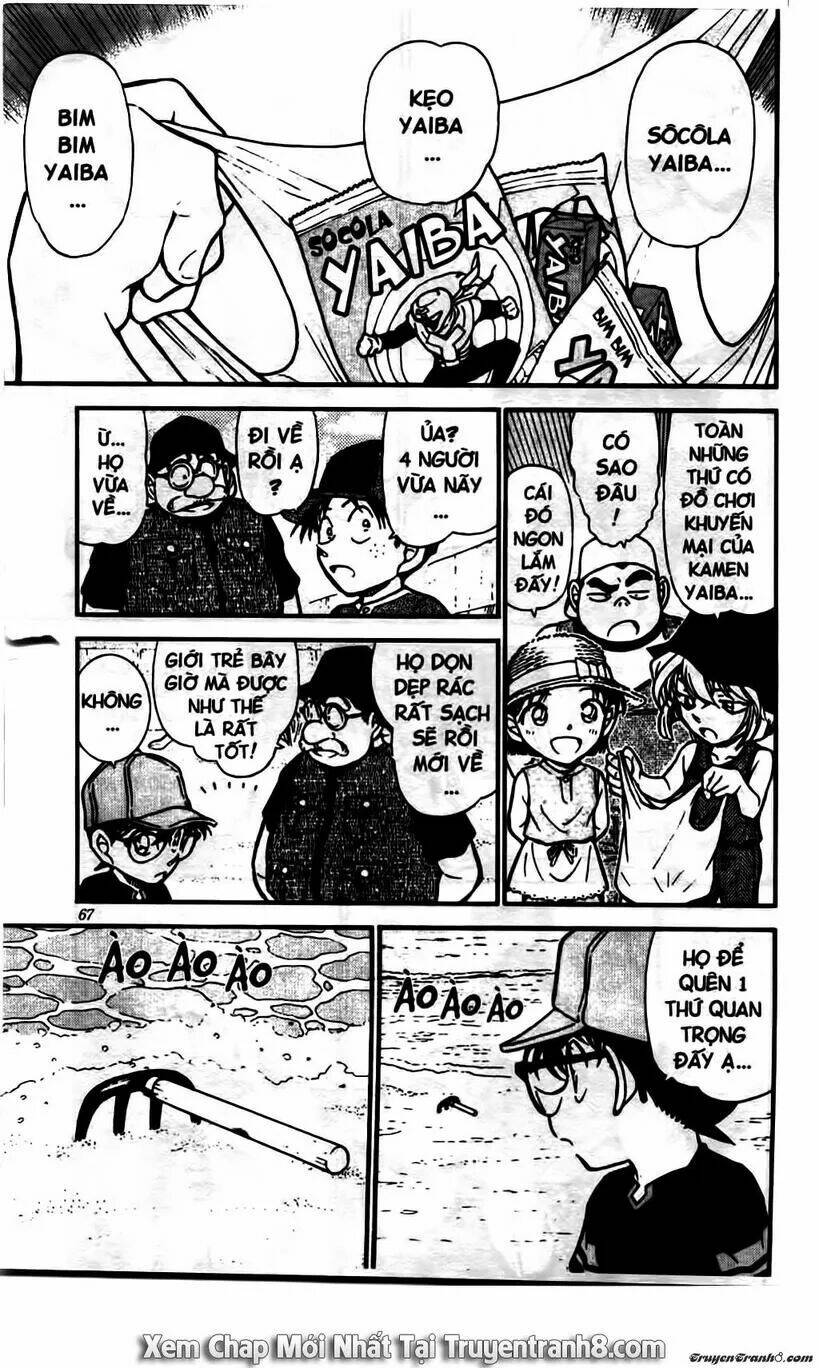 SÔCÔLA
YAIBA...
KẸO
YAIBA
...
BIM
BIM
YAIBA
...
SÔCÔLA
YAIBA
YAIBA
BIM BIM
TOÀN
NHỮNG
THỨ CÓ
ĐỒ CHƠI
KHUYẾN
MẠI CỦA
KAMEN
YAIBA...
CÓ
SAO
ĐÂU
!
CÁI
ĐÓ
NGON
LẮM
ĐẤY!
ỦA?
4 NGƯỜI
VỪA NÃY
...
ĐI VỀ
RỒI Ạ
?
Ừ...
HỌ
VỪA
VỀ...
HỌ DỌN
DẸP RÁC
RẤT SẠCH
SẼ RỒI
MỚI VỀ
...
GIỚI TRẺ BÂY
GIỜ MÀ ĐƯỢC
NHƯ THẾ
LÀ RẤT
TỐT!
KHÔNG
...
67
HỌ ĐỂ
QUÊN 1
THỨ QUAN
TRỌNG
ĐẤY Ạ...
ÀO ÀO ÀO
ÀO ÀO ÀO
Xem Chap Mới Nhất Tại Truyentranh8.com
TruyenTranh8.com